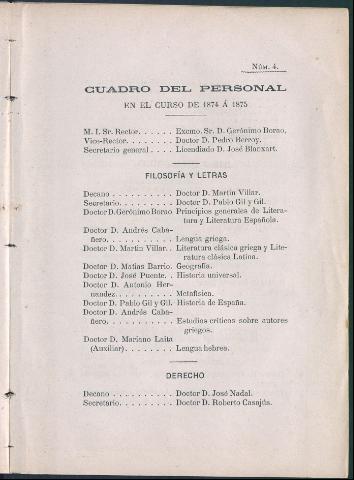 NÚM. 4.
CUADRO DEL PERSONAL
EN EL CURSO DE 1874 Á 1875
M. I. Sr. Rector. . . . . . Excmo. Sr. D. Gerónimo Borao.
Vice-Rector. . . . . . . . Doctor D. Pedro Berroy.
Secretario general . . . . Licenciado D. José Blanxart.
FILOSOFÍA Y LETRAS
Decano . . . . . . . . . . Doctor D. Martin Villar.
Secretario. . . . . . . . . Doctor D. Pablo Gil y Gil.
Doctor D. Gerónimo Borao Principios generales de Litera-
tura y Literatura Española.
Doctor D. Andrés Caba-
ñero. . . . . . . . . . . Lengua griega.
Doctor D. Martin Villar. . Literatura clásica griega y Lite-
ratura clásica Latina.
Doctor D. Matías Barrio. Geografía.
Doctor D. José Puente. . Historia universal.
Doctor D. Antonio Her-
nandez. . . . . . . . . . Metafísica.
Doctor D. Pablo Gil y Gil. Historia de España.
Doctor D. Andrés Caba-
ñero. . . . . . . . . . . Estudios críticos sobre autores
griegos.
Doctor D. Mariano Laita
(Auxiliar) . . . . . . . . Lengua hebrea.
DERECHO
Decano . . . . . . . . . . Doctor D. José Nadal.
Secretario. . . . . . . . . Doctor D. Roberto Casajús.